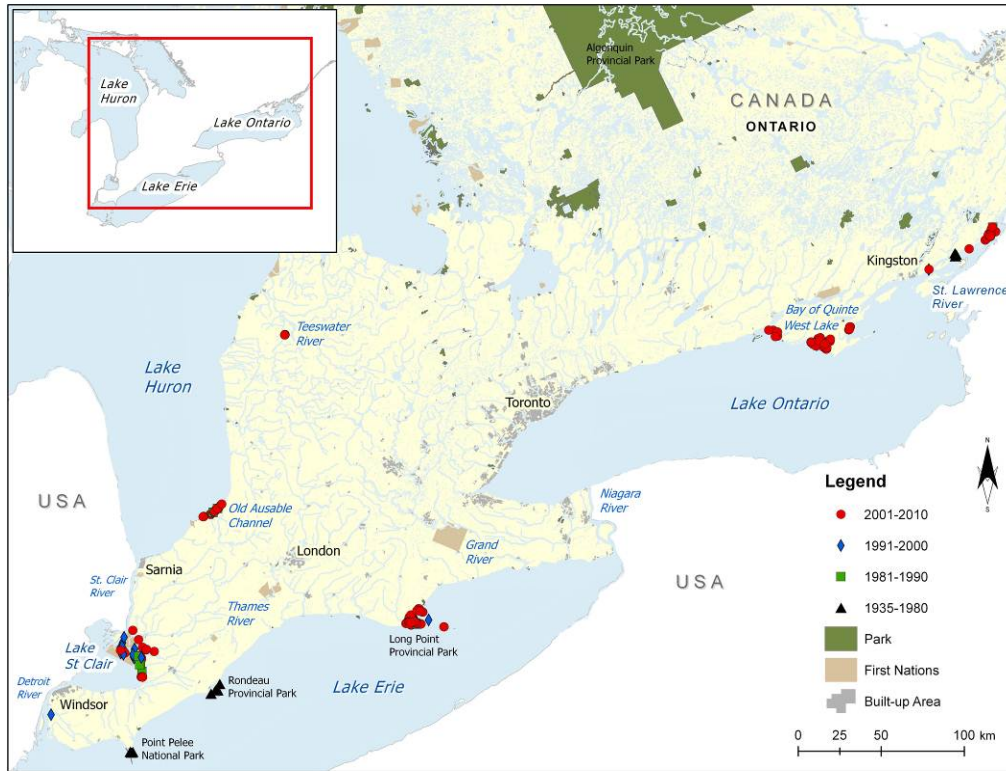 Lake
Huron
Lake Ontario
Lake Erie
Algonquin
Provincial Park
CANADA
ONTARIO
Kingston
St. Lawrence
River
Bay of Quinte
West Lake
Teeswater
River
Lake
Huron
Toronto
Lake Ontario
USA
Old Ausable
Channel
Niagara
River
London
Grand
River
Sarnia
St. Clair
River
Thames
River
USA
Long Point
Provincial Park
Lake
St Clair
Rondeau
Provincial Park
Lake Erie
Detroit
River
Windsor
Point Pelee
National Park
N
S
Legend
2001-2010
1991-2000
1981-1990
1935-1980
Park
First Nations
Built-up Area
0 25 50 100 km